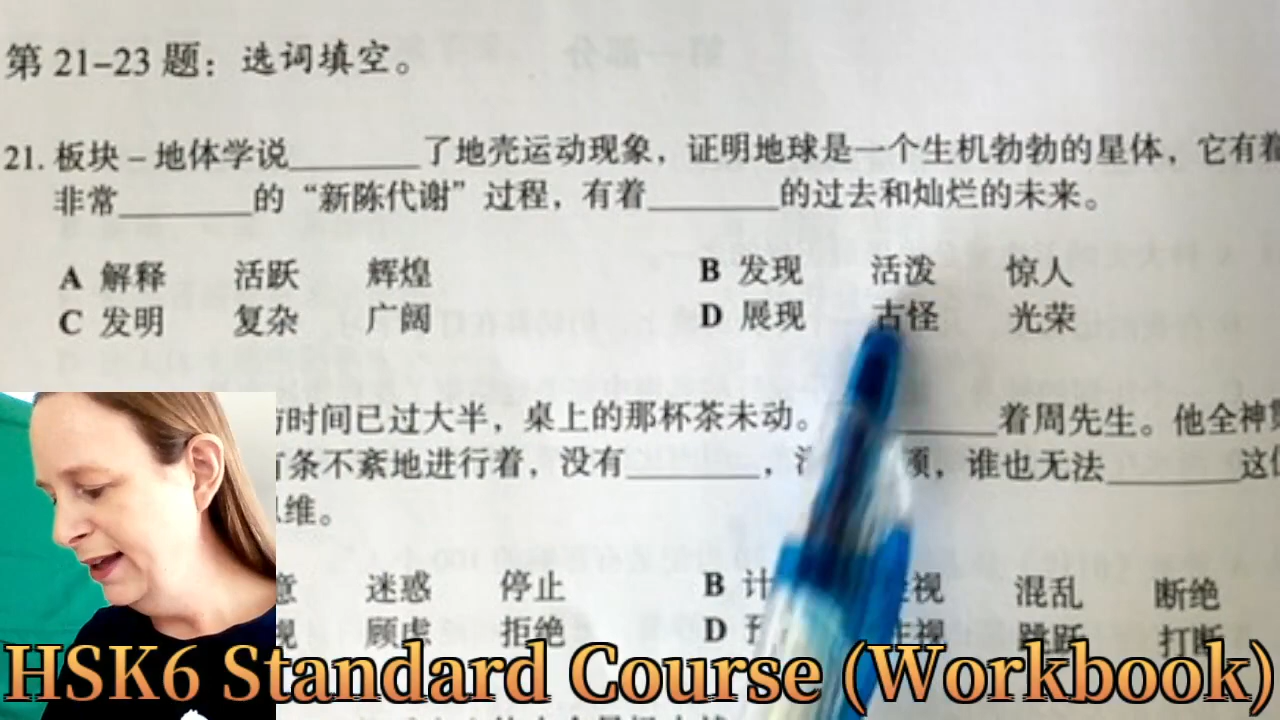 第 21–23 题：选词填空。
21. 板块 – 地体学说________了地壳运动现象，证明地球是一个生机勃勃的星体，它有着
非常________的“新陈代谢”过程，有着________的过去和灿烂的未来。
A 解释 活跃 辉煌 B 发现 活泼 惊人
C 发明 复杂 广阔 D 展现 古怪 光荣
时间已过大半，桌上的那杯茶未动。 ________着周先生。他全神
条不紊地进行着，没有________， 谁也无法________这
维。
意 迷惑 停止 B 计 视 混乱 断绝
顾虑 拒绝 D 视 打断
HSK6 Standard Course (Workbook)